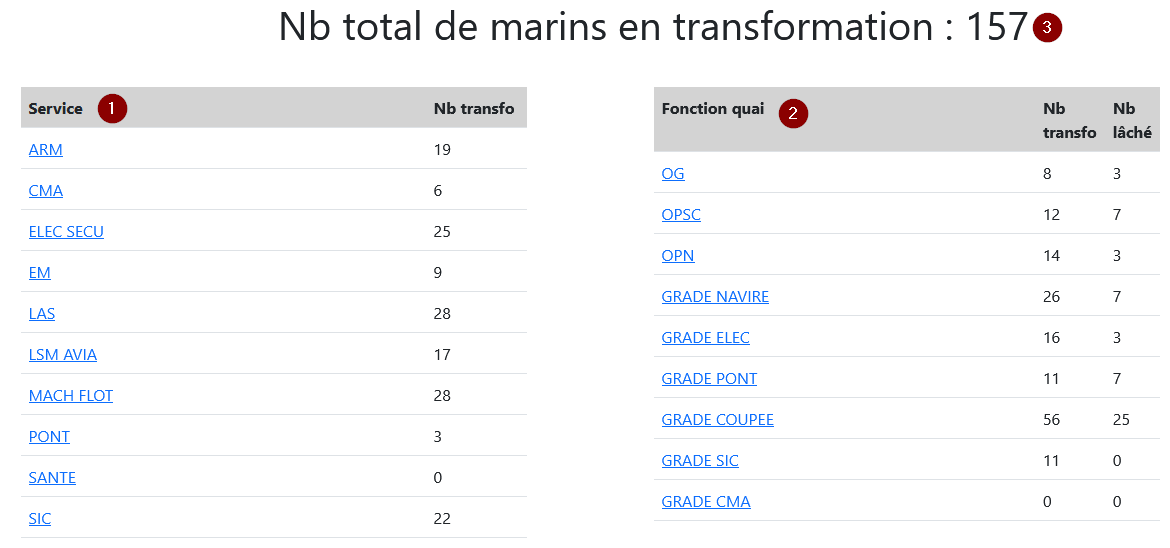 Nb total de marins en transformation : 157 3
Service 1 Nb transfo
ARM 19
CMA 6
ELEC SECU 25
EM 9
LAS 28
LSM AVIA 17
MACH FLOT 28
PONT 3
SANTE 0
SIC 22
Fonction quai 2 Nb transfo Nb lâché
OG 8 3
OPSC 12 7
OPN 14 3
GRADE NAVIRE 26 7
GRADE ELEC 16 3
GRADE PONT 11 7
GRADE COUPEE 56 25
GRADE SIC 11 0
GRADE CMA 0 0